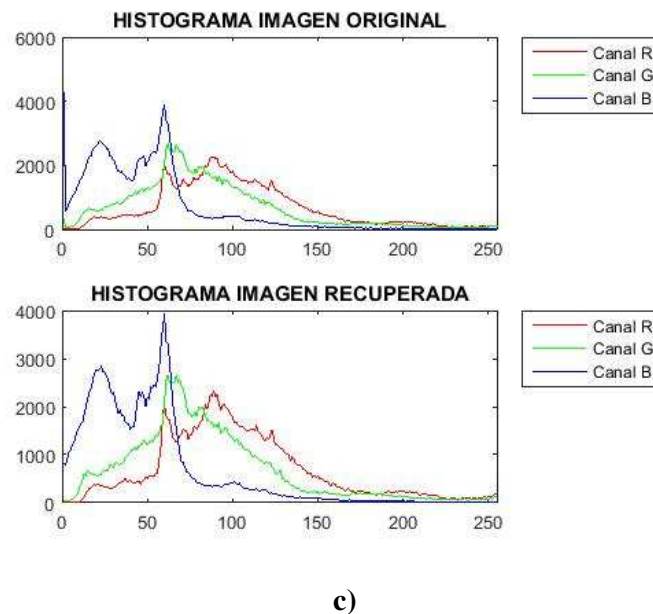 HISTOGRAMA IMAGEN ORIGINAL
6000
4000
2000
0
0 50 100 150 200 250
Canal R
Canal G
Canal B
HISTOGRAMA IMAGEN RECUPERADA
4000
3000
2000
1000
0
0 50 100 150 200 250
Canal R
Canal G
Canal B
c)